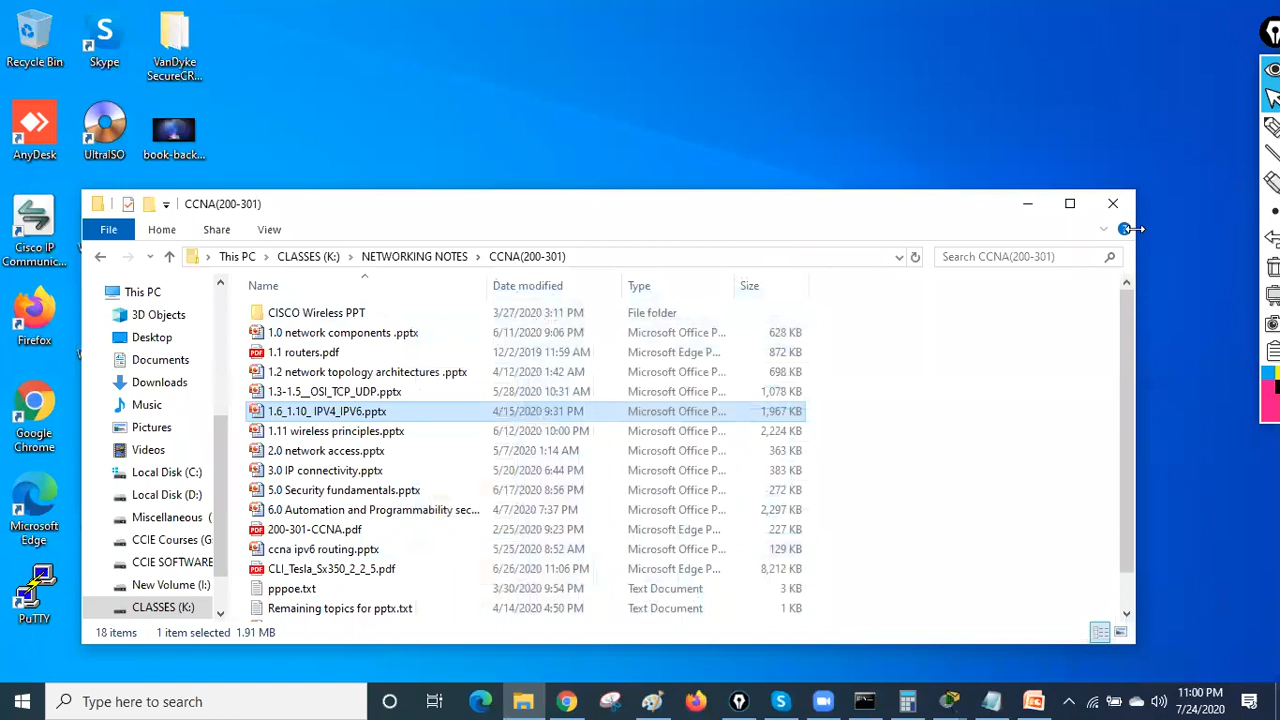 Recycle Bin
Skype
VanDyke
SecureCR...
AnyDesk
UltraISO
book-back...
Cisco IP
Communic...
Firefox
Google
Chrome
Microsoft
Edge
PuTTY
CCNA(200-301)
File Home Share View
This PC > CLASSES (K:) > NETWORKING NOTES > CCNA(200-301)
Search CCNA(200-301)
This PC
3D Objects
Desktop
Documents
Downloads
Music
Pictures
Videos
Local Disk (C:)
Local Disk (D:)
Miscellaneous (
CCIE Courses (G
CCIE SOFTWARE
New Volume (I:)
CLASSES (K:)
Name Date modified Type Size
CISCO Wireless PPT 3/27/2020 3:11 PM File folder
1.0 network components .pptx 6/11/2020 9:06 PM Microsoft Office P... 628 KB
1.1 routers.pdf 12/2/2019 11:59 AM Microsoft Edge P... 872 KB
1.2 network topology architectures .pptx 4/12/2020 1:42 AM Microsoft Office P... 698 KB
1.3-1.5__OSI_TCP_UDP.pptx 5/28/2020 10:31 AM Microsoft Office P... 1,078 KB
1.6_1.10_ IPV4_IPV6.pptx 4/15/2020 9:31 PM Microsoft Office P... 1,967 KB
1.11 wireless principles.pptx 6/12/2020 10:00 PM Microsoft Office P... 2,224 KB
2.0 network access.pptx 5/7/2020 1:14 AM Microsoft Office P... 363 KB
3.0 IP connectivity.pptx 5/20/2020 6:44 PM Microsoft Office P... 383 KB
5.0 Security fundamentals.pptx 6/17/2020 8:56 PM Microsoft Office P... 272 KB
6.0 Automation and Programmability sec... 4/7/2020 7:37 PM Microsoft Office P... 2,297 KB
200-301-CCNA.pdf 2/25/2020 9:23 PM Microsoft Edge P... 227 KB
ccna ipv6 routing.pptx 5/25/2020 8:52 AM Microsoft Office P... 129 KB
CLI_Tesla_Sx350_2_2_5.pdf 6/26/2020 11:06 PM Microsoft Edge P... 8,212 KB
pppoe.txt 3/30/2020 9:54 PM Text Document 3 KB
Remaining topics for pptx.txt 4/14/2020 4:50 PM Text Document 1 KB
18 items 1 item selected 1.91 MB
Type here to search
11:00 PM
7/24/2020